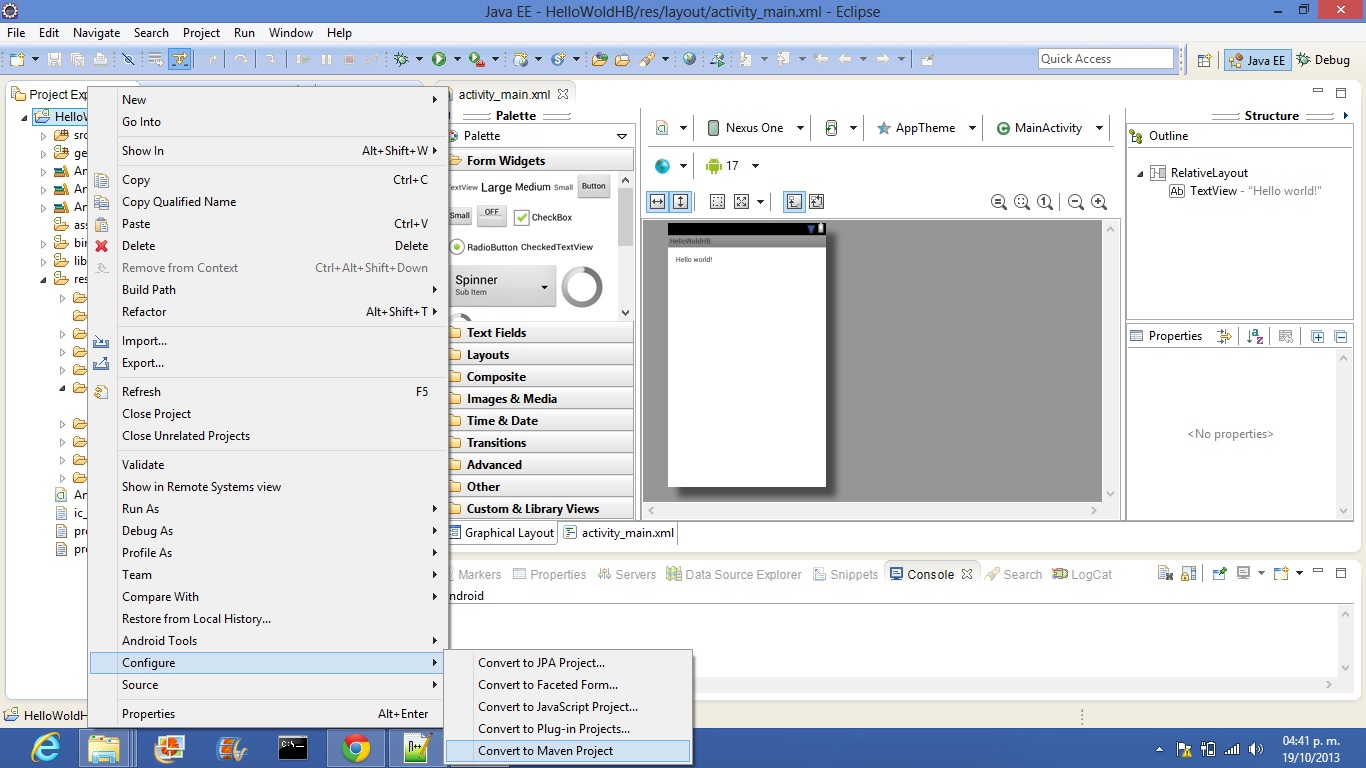 Java EE - HelloWoldHB/res/layout/activity_main.xml - Eclipse
File Edit Navigate Search Project Run Window Help
Quick Access
Java EE
Debug
Project Exp
New
Go Into
Show In Alt+Shift+W
Copy Ctrl+C
Copy Qualified Name
Paste Ctrl+V
Delete Delete
Remove from Context Ctrl+Alt+Shift+Down
Build Path
Refactor Alt+Shift+T
Import...
Export...
Refresh F5
Close Project
Close Unrelated Projects
Validate
Show in Remote Systems view
Run As
Debug As
Profile As
Team
Compare With
Restore from Local History...
Android Tools
Configure
Source
Properties Alt+Enter
Convert to JPA Project...
Convert to Faceted Form...
Convert to JavaScript Project...
Convert to Plug-in Projects...
Convert to Maven Project
HelloW
src
ge
An
An
An
ass
bin
lib
res
An
ic_
pro
pro
HelloWoldH
activity_main.xml
Palette
Palette
Form Widgets
TextView Large Medium Small Button
Small OFF CheckBox
RadioButton CheckedTextView
Spinner
Sub Item
Text Fields
Layouts
Composite
Images & Media
Time & Date
Transitions
Advanced
Other
Custom & Library Views
Graphical Layout
activity_main.xml
Nexus One
AppTheme
MainActivity
17
HelloWoldHB
Hello world!
Structure
Outline
RelativeLayout
TextView - "Hello world!"
Properties
<No properties>
Markers Properties Servers Data Source Explorer Snippets Console Search LogCat
ndroid
04:41 p. m.
19/10/2013